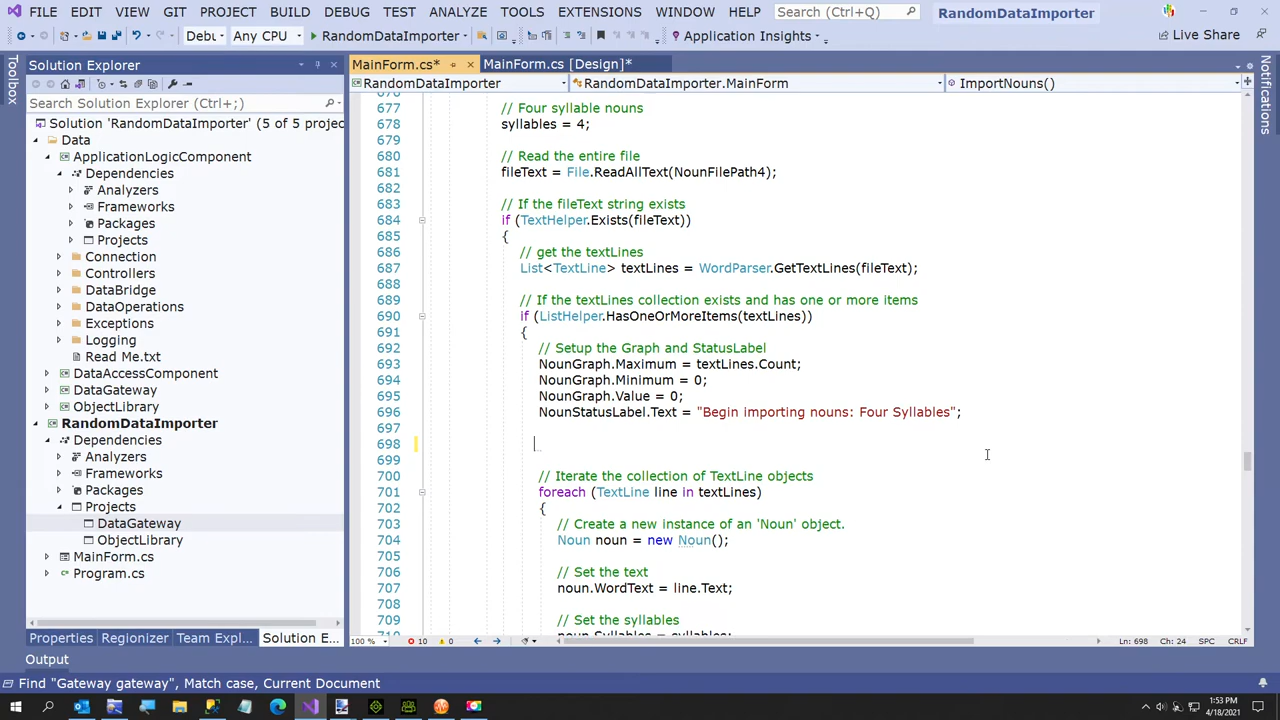 FILE EDIT VIEW GIT PROJECT BUILD DEBUG TEST ANALYZE TOOLS EXTENSIONS WINDOW HELP Search (Ctrl+Q) RandomDataImporter
Debu Any CPU RandomDataImporter Application Insights Live Share
Toolbox
Solution Explorer
Search Solution Explorer (Ctrl+;)
Solution 'RandomDataImporter' (5 of 5 projec
Data
ApplicationLogicComponent
Dependencies
Analyzers
Frameworks
Packages
Projects
Connection
Controllers
DataBridge
DataOperations
Exceptions
Logging
Read Me.txt
DataAccessComponent
DataGateway
ObjectLibrary
RandomDataImporter
Dependencies
Analyzers
Frameworks
Packages
Projects
DataGateway
ObjectLibrary
MainForm.cs
Program.cs
Properties Regionizer Team Expl... Solution E...
MainForm.cs* MainForm.cs [Design]*
RandomDataImporter RandomDataImporter.MainForm ImportNouns()
676
677 // Four syllable nouns
678 syllables = 4;
679
680 // Read the entire file
681 fileText = File.ReadAllText(NounFilePath4);
682
683 // If the fileText string exists
684 if (TextHelper.Exists(fileText))
685 {
686 // get the textLines
687 List<TextLine> textLines = WordParser.GetTextLines(fileText);
688
689 // If the textLines collection exists and has one or more items
690 if (ListHelper.HasOneOrMoreItems(textLines))
691 {
692 // Setup the Graph and StatusLabel
693 NounGraph.Maximum = textLines.Count;
694 NounGraph.Minimum = 0;
695 NounGraph.Value = 0;
696 NounStatusLabel.Text = "Begin importing nouns: Four Syllables";
697
698
699
700 // Iterate the collection of TextLine objects
701 foreach (TextLine line in textLines)
702 {
703 // Create a new instance of an 'Noun' object.
704 Noun noun = new Noun();
705
706 // Set the text
707 noun.WordText = line.Text;
708
709 // Set the syllables
710 noun.Syllables = syllables;
Notifications
100 % 10 0 Ln: 698 Ch: 24 SPC CRLF
Output
Find "Gateway gateway", Match case, Current Document
1:53 PM
4/18/2021